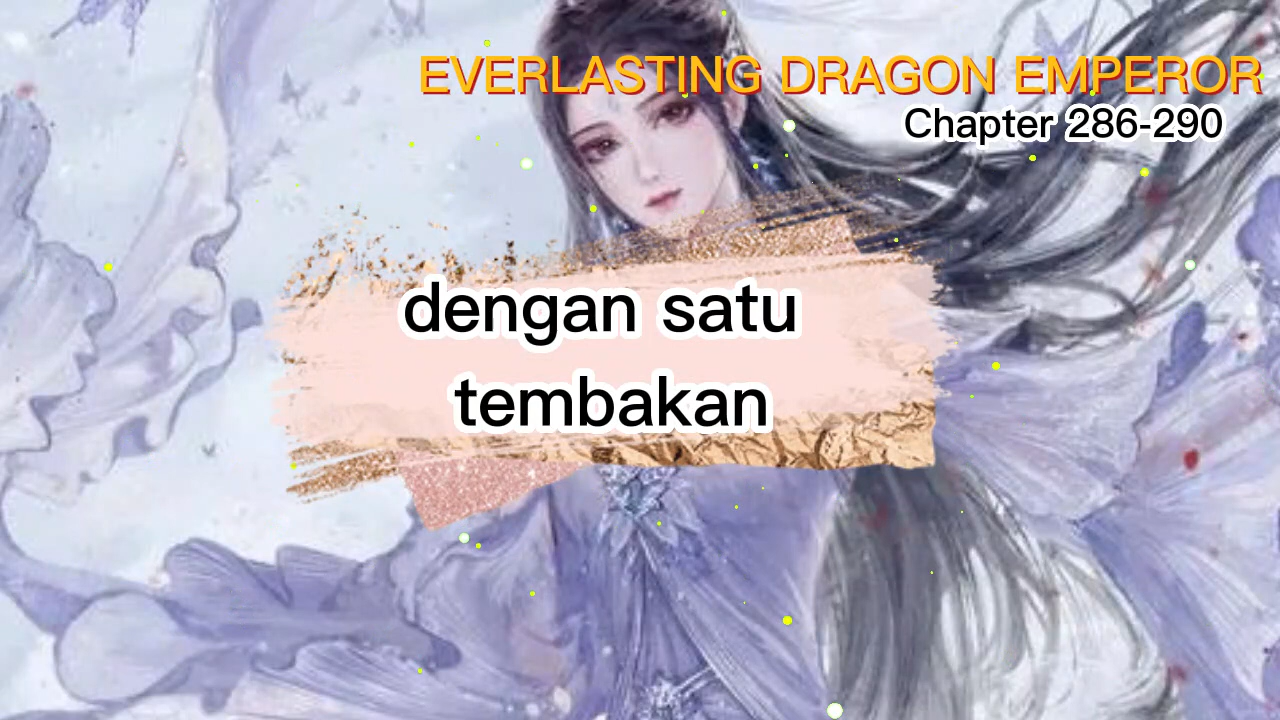 EVERLASTING DRAGON EMPEROR
Chapter 286-290
dengan satu
tembakan